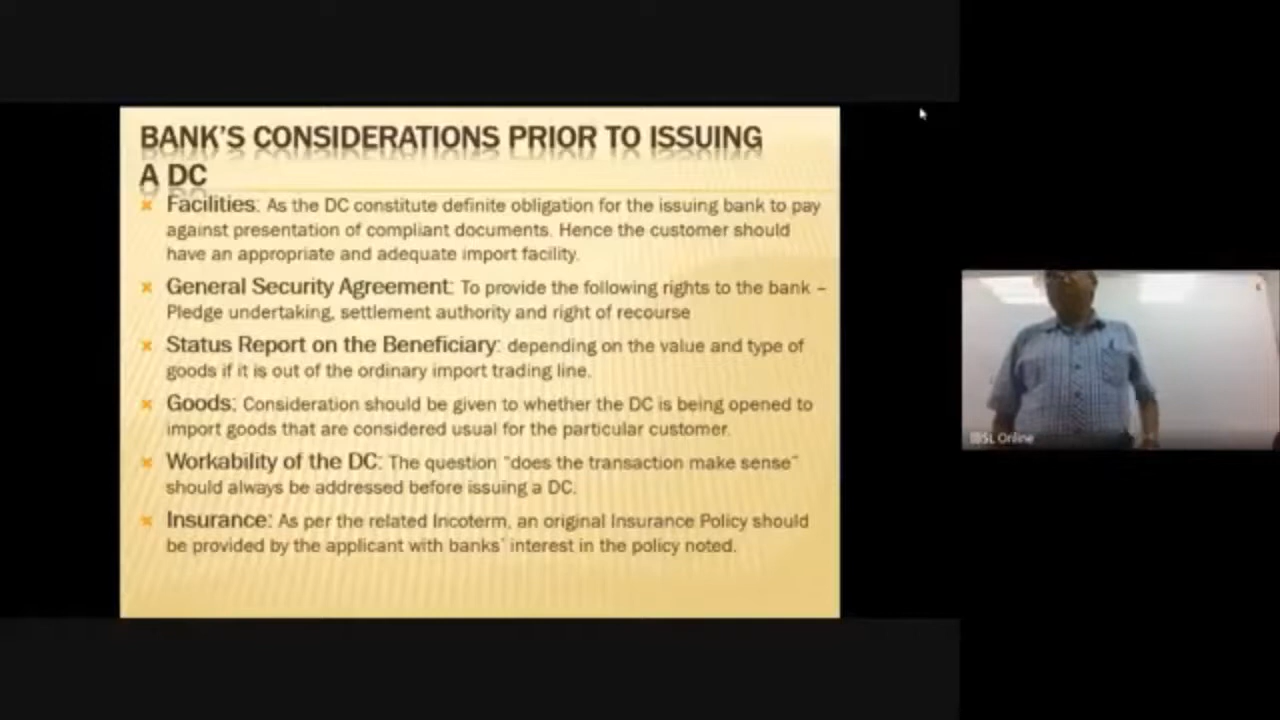 BANK'S CONSIDERATIONS PRIOR TO ISSUING
A DC
Facilities: As the DC constitute definite obligation for the issuing bank to pay
against presentation of compliant documents. Hence the customer should
have an appropriate and adequate import facility.
General Security Agreement: To provide the following rights to the bank –
Pledge undertaking, settlement authority and right of recourse
Status Report on the Beneficiary: depending on the value and type of
goods if it is out of the ordinary import trading line.
Goods: Consideration should be given to whether the DC is being opened to
import goods that are considered usual for the particular customer.
Workability of the DC: The question "does the transaction make sense"
should always be addressed before issuing a DC.
Insurance: As per the related Incoterm, an original Insurance Policy should
be provided by the applicant with banks' interest in the policy noted.
Online